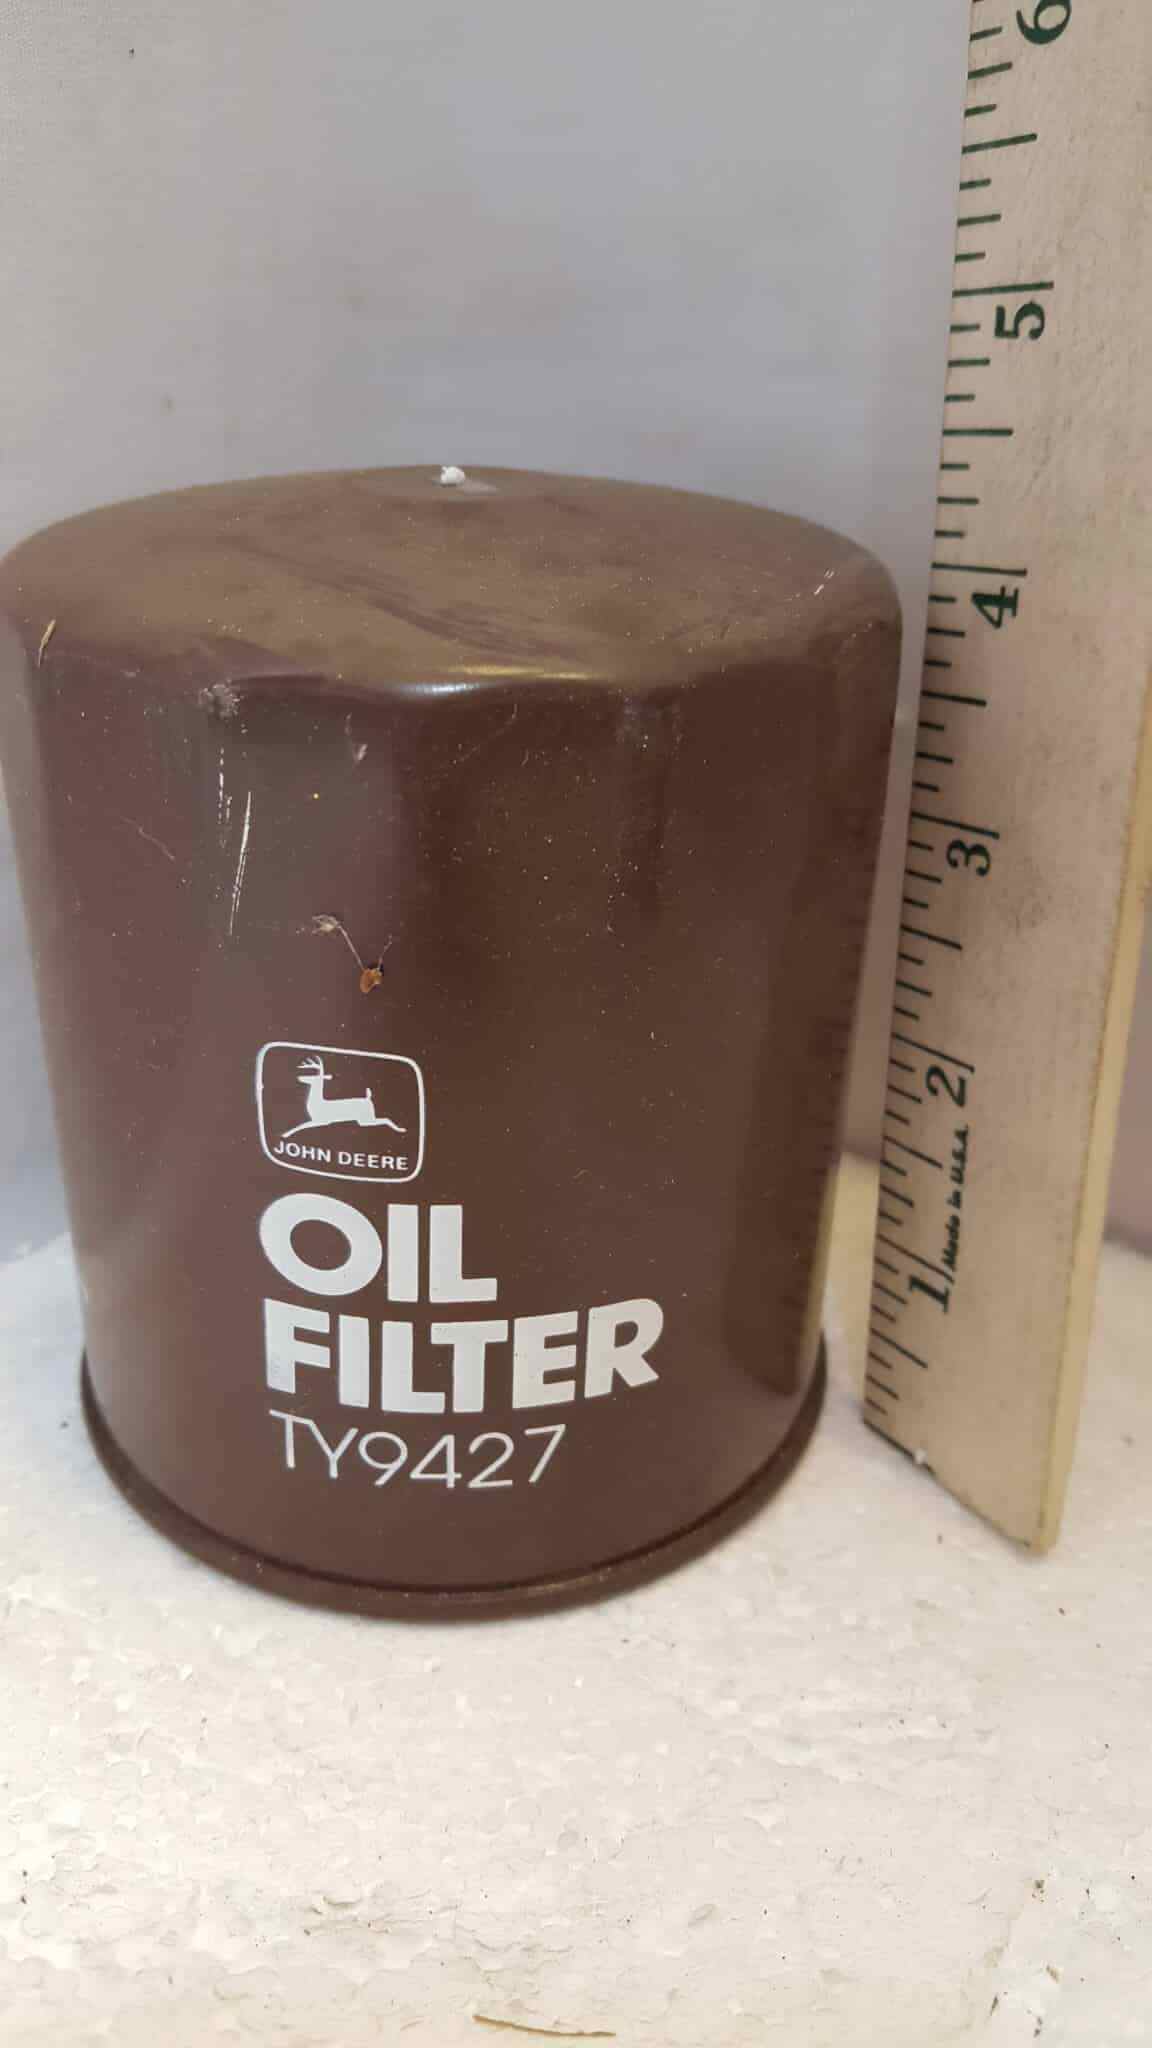 JOHN DEERE
OIL
FILTER
TY9427
6
5
4
3
2
Made in U.S.A.
1